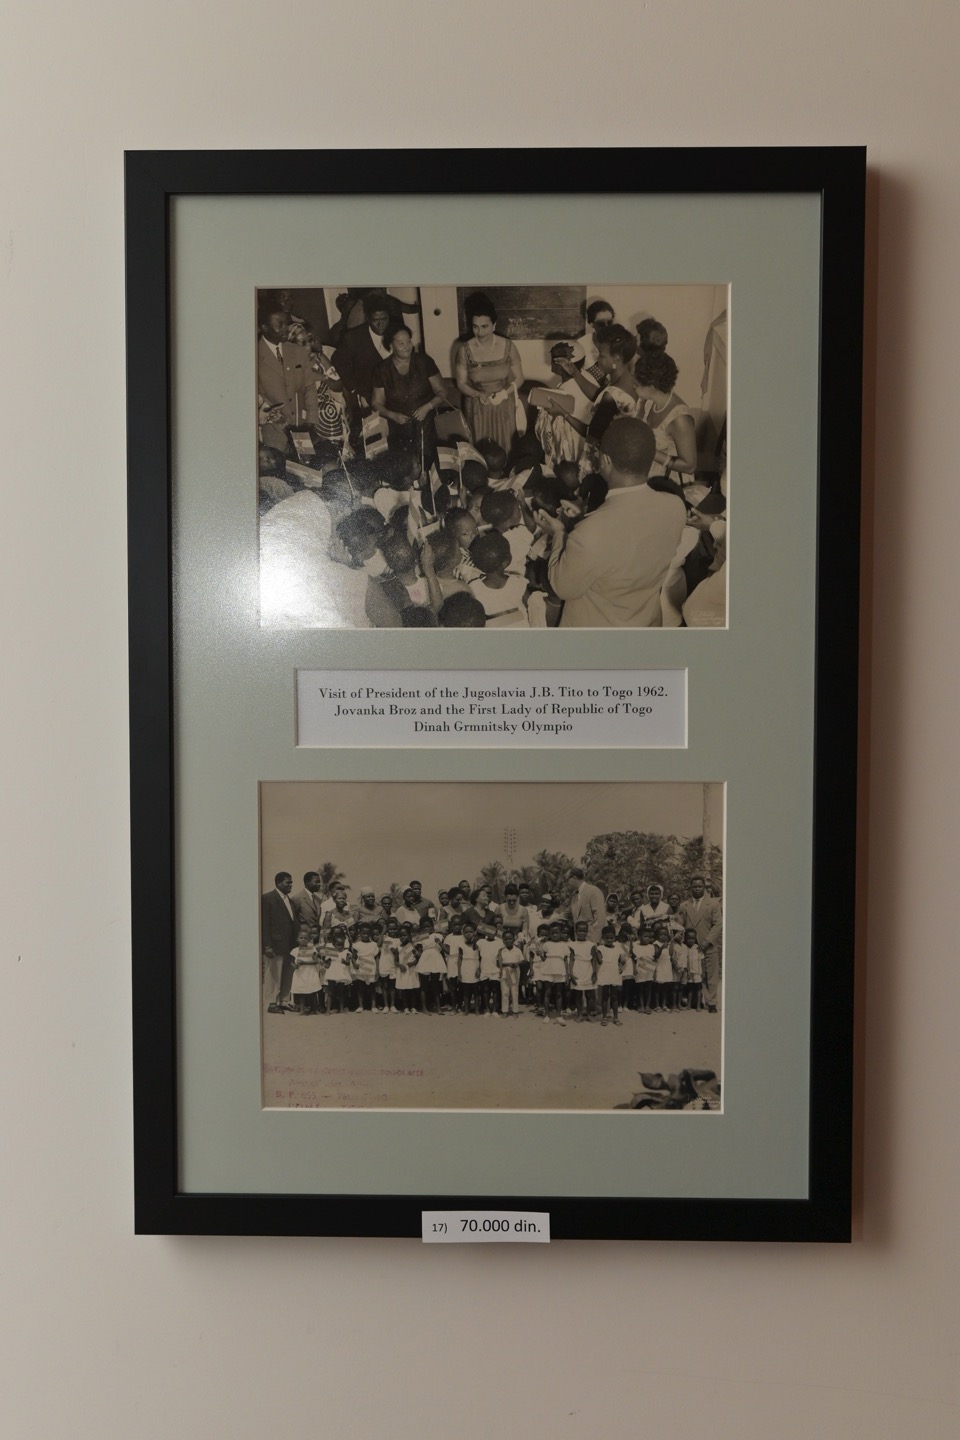 Visit of President of the Jugoslavia J.B. Tito to Togo 1962.
Jovanka Broz and the First Lady of Republic of Togo
Dinah Grmnitsky Olympio
17) 70.000 din.